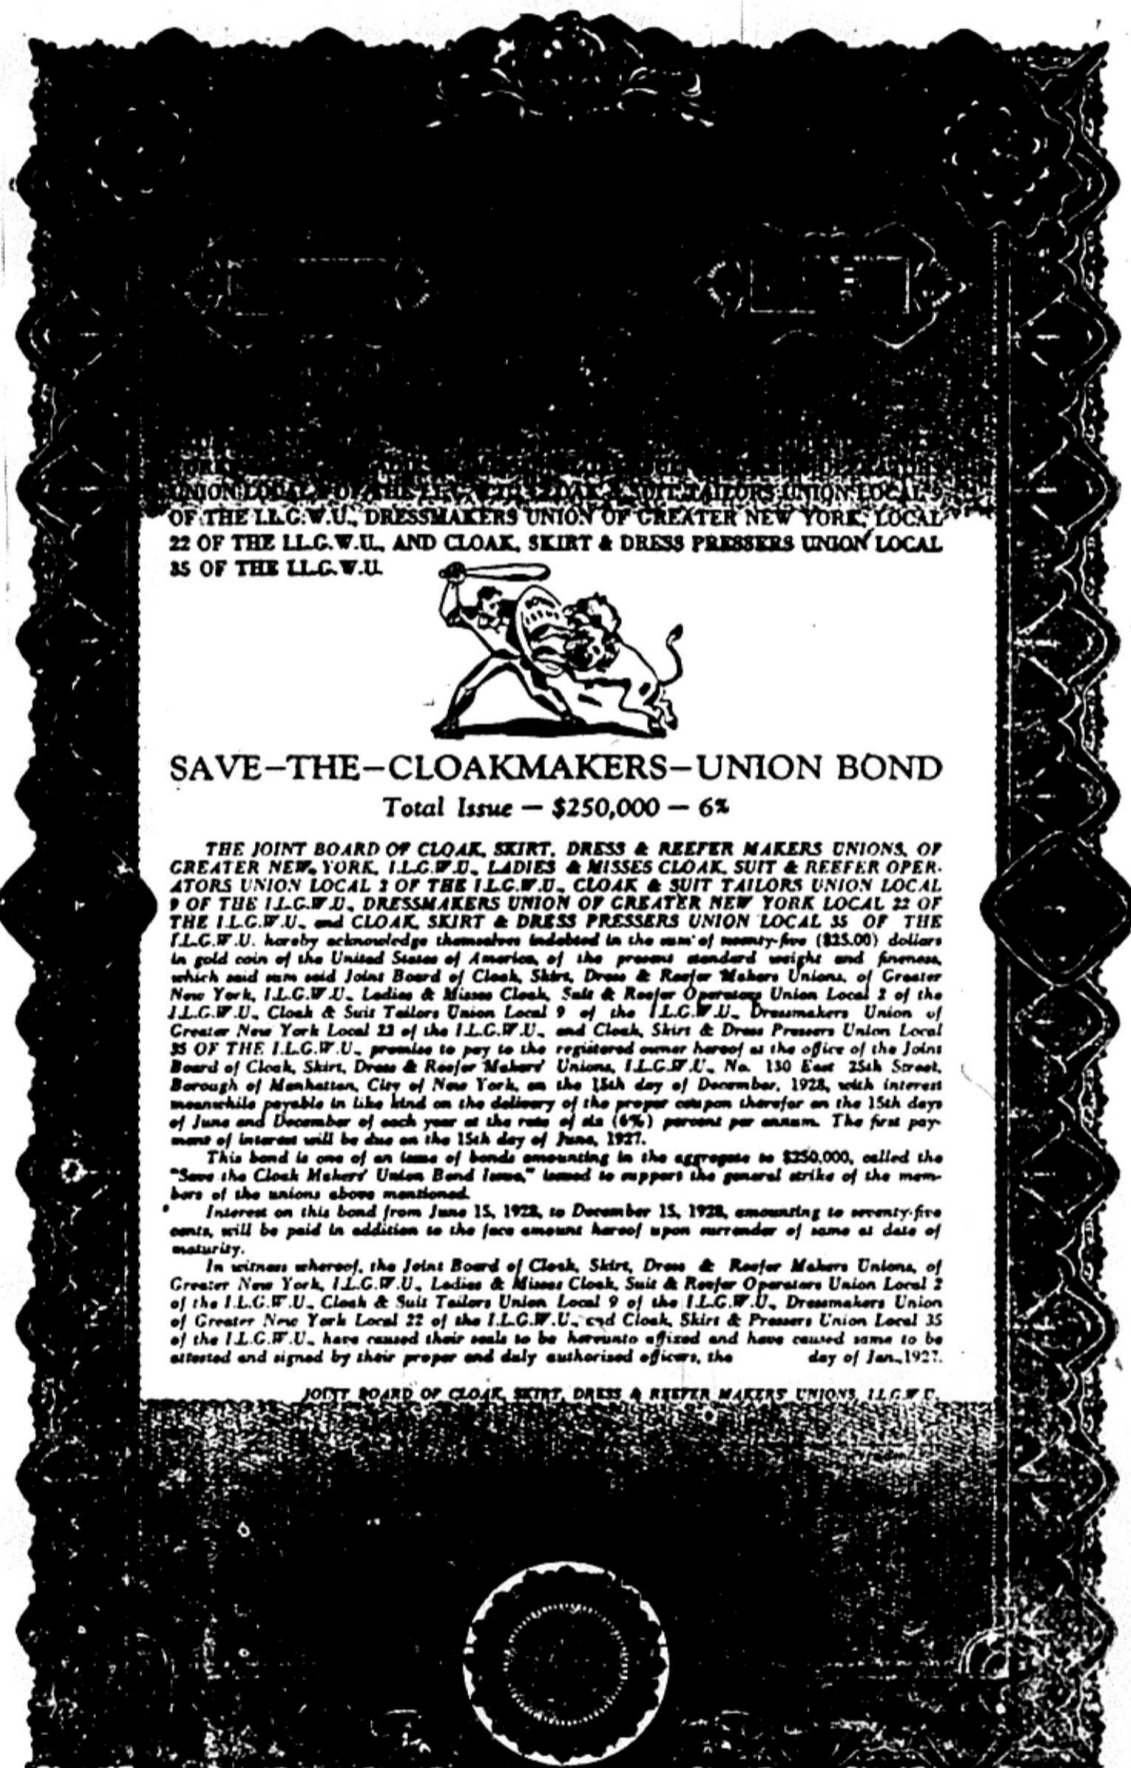 UNION LOCAL 2 OF THE I.L.G.W.U., CLOAK & SUIT TAILORS UNION LOCAL 9
OF THE I.L.G.W.U., DRESSMAKERS UNION OF GREATER NEW YORK, LOCAL
22 OF THE I.L.G.W.U., AND CLOAK, SKIRT & DRESS PRESSERS UNION LOCAL
35 OF THE I.L.G.W.U.
SAVE—THE—CLOAKMAKERS—UNION BOND
Total Issue — $250,000 — 6%
THE JOINT BOARD OF CLOAK, SKIRT, DRESS & REEFER MAKERS UNIONS, OF
GREATER NEW YORK, I.L.G.W.U., LADIES & MISSES CLOAK, SUIT & REEFER OPER-
ATORS UNION LOCAL 2 OF THE I.L.G.W.U., CLOAK & SUIT TAILORS UNION LOCAL
9 OF THE I.L.G.W.U., DRESSMAKERS UNION OF GREATER NEW YORK LOCAL 22 OF
THE I.L.G.W.U., and CLOAK, SKIRT & DRESS PRESSERS UNION LOCAL 35 OF THE
I.L.G.W.U. hereby acknowledge themselves indebted in the sum of twenty-five ($25.00) dollars
in gold coin of the United States of America, of the present standard weight and fineness,
which said sum said Joint Board of Cloak, Skirt, Dress & Reefer Makers Unions, of Greater
New York, I.L.G.W.U., Ladies & Misses Cloak, Suit & Reefer Operators Union Local 2 of the
I.L.G.W.U., Cloak & Suit Tailors Union Local 9 of the I.L.G.W.U., Dressmakers Union of
Greater New York Local 22 of the I.L.G.W.U., and Cloak, Skirt & Dress Pressers Union Local
35 OF THE I.L.G.W.U., promise to pay to the registered owner hereof at the office of the Joint
Board of Cloak, Skirt, Dress & Reefer Makers' Unions, I.L.G.W.U., No. 130 East 25th Street,
Borough of Manhattan, City of New York, on the 15th day of December, 1928, with interest
meanwhile payable in like kind on the delivery of the proper coupon therefor on the 15th days
of June and December of each year at the rate of six (6%) percent per annum. The first pay-
ment of interest will be due on the 15th day of June, 1927.
This bond is one of an issue of bonds amounting in the aggregate to $250,000, called the
"Save the Cloak Makers' Union Bond Issue," issued to support the general strike of the mem-
bers of the unions above mentioned.
Interest on this bond from June 15, 1928, to December 15, 1928, amounting to seventy-five
cents, will be paid in addition to the face amount hereof upon surrender of same at date of
maturity.
In witness whereof, the Joint Board of Cloak, Skirt, Dress & Reefer Makers Unions, of
Greater New York, I.L.G.W.U., Ladies & Misses Cloak, Suit & Reefer Operators Union Local 2
of the I.L.G.W.U., Cloak & Suit Tailors Union Local 9 of the I.L.G.W.U., Dressmakers Union
of Greater New York Local 22 of the I.L.G.W.U., and Cloak, Skirt & Pressers Union Local 35
of the I.L.G.W.U., have caused their seals to be hereunto affixed and have caused same to be
attested and signed by their proper and duly authorized officers, the day of Jan., 1927.
JOINT BOARD OF CLOAK, SKIRT, DRESS & REEFER MAKERS' UNIONS, I.L.G.W.U.